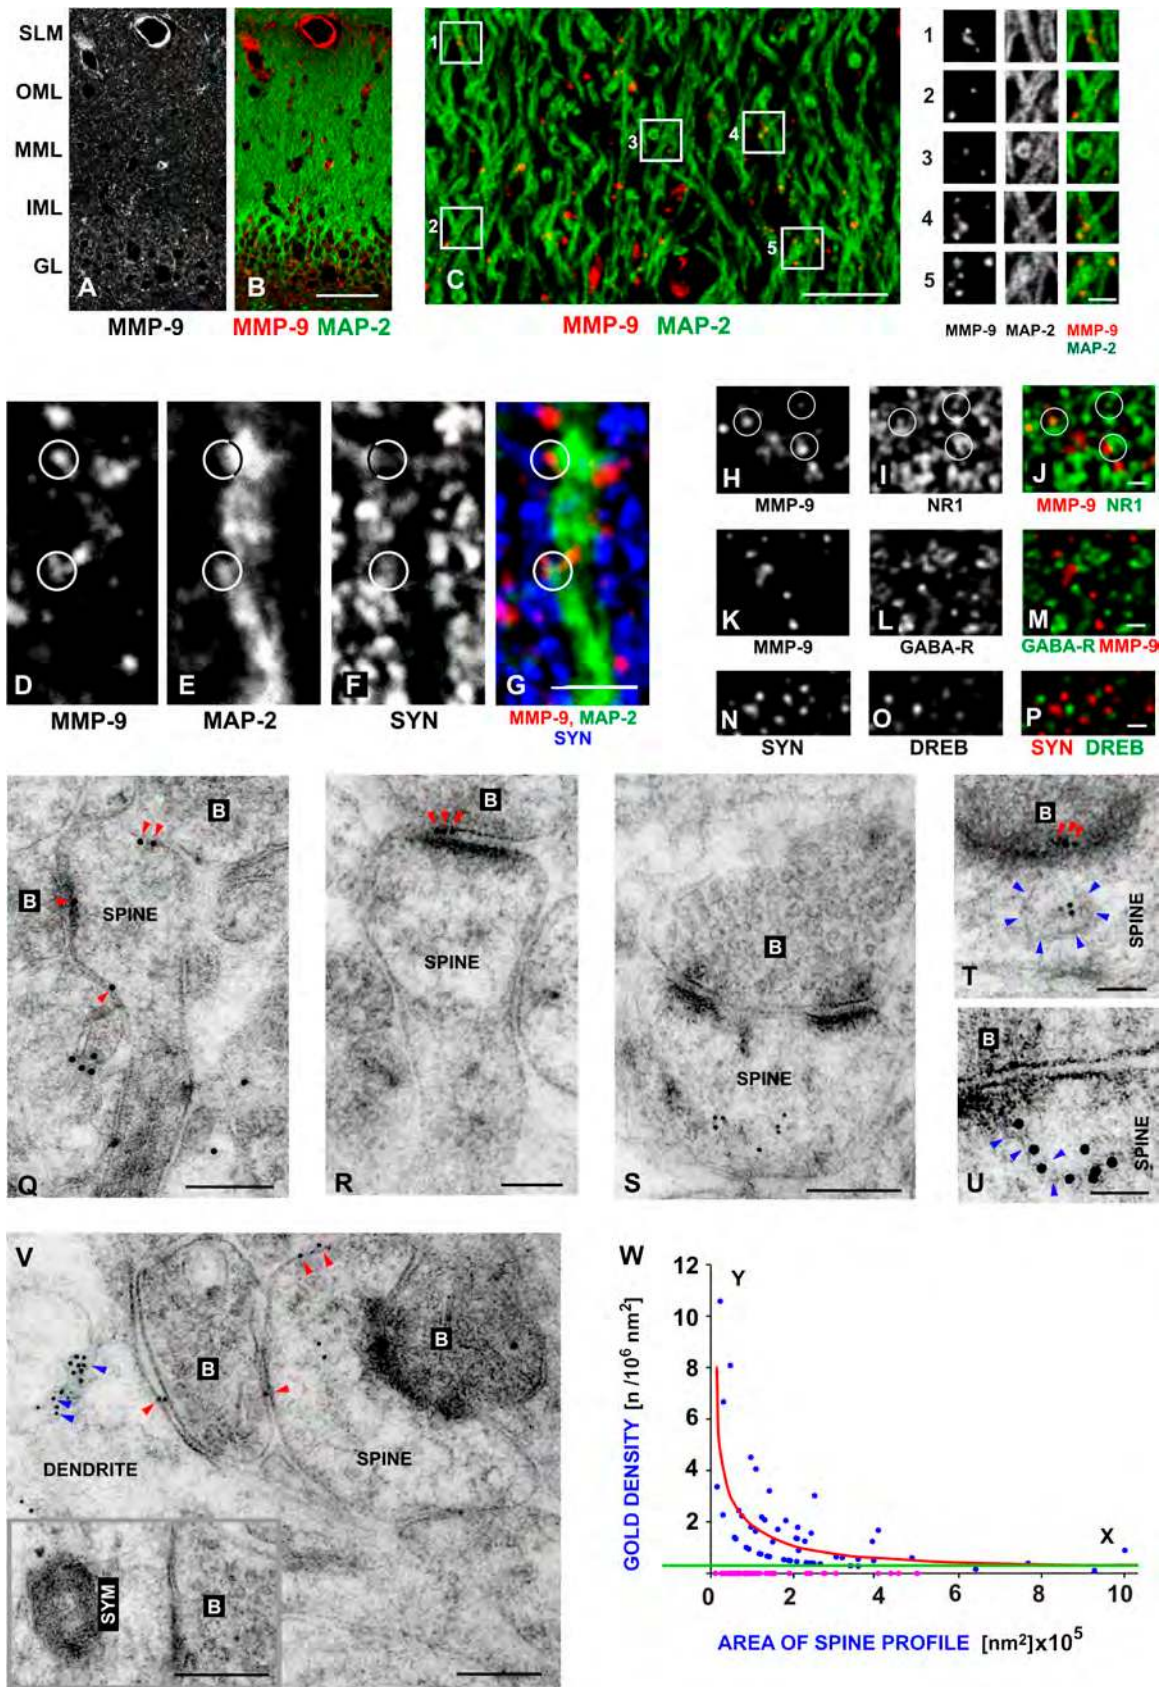 SLM
OML
MML
IML
GL
A
B
MMP-9
MMP-9 MAP-2
1
2
3
4
5
C
MMP-9 MAP-2
1
2
3
4
5
MMP-9
MAP-2
MMP-9
MAP-2
D
E
F
G
MMP-9
MAP-2
SYN
MMP-9, MAP-2
SYN
H
I
J
MMP-9
NR1
MMP-9 NR1
K
L
M
MMP-9
GABA-R
GABA-R MMP-9
N
O
P
SYN
DREB
SYN DREB
B
B
SPINE
Q
B
SPINE
R
B
SPINE
S
B
SPINE
T
B
SPINE
U
V
B
B
DENDRITE
SPINE
SYM
B
W
Y
X
GOLD DENSITY [n /10⁶ nm²]
12
10
8
6
4
2
0 2 4 6 8 10
AREA OF SPINE PROFILE [nm²]x10⁵